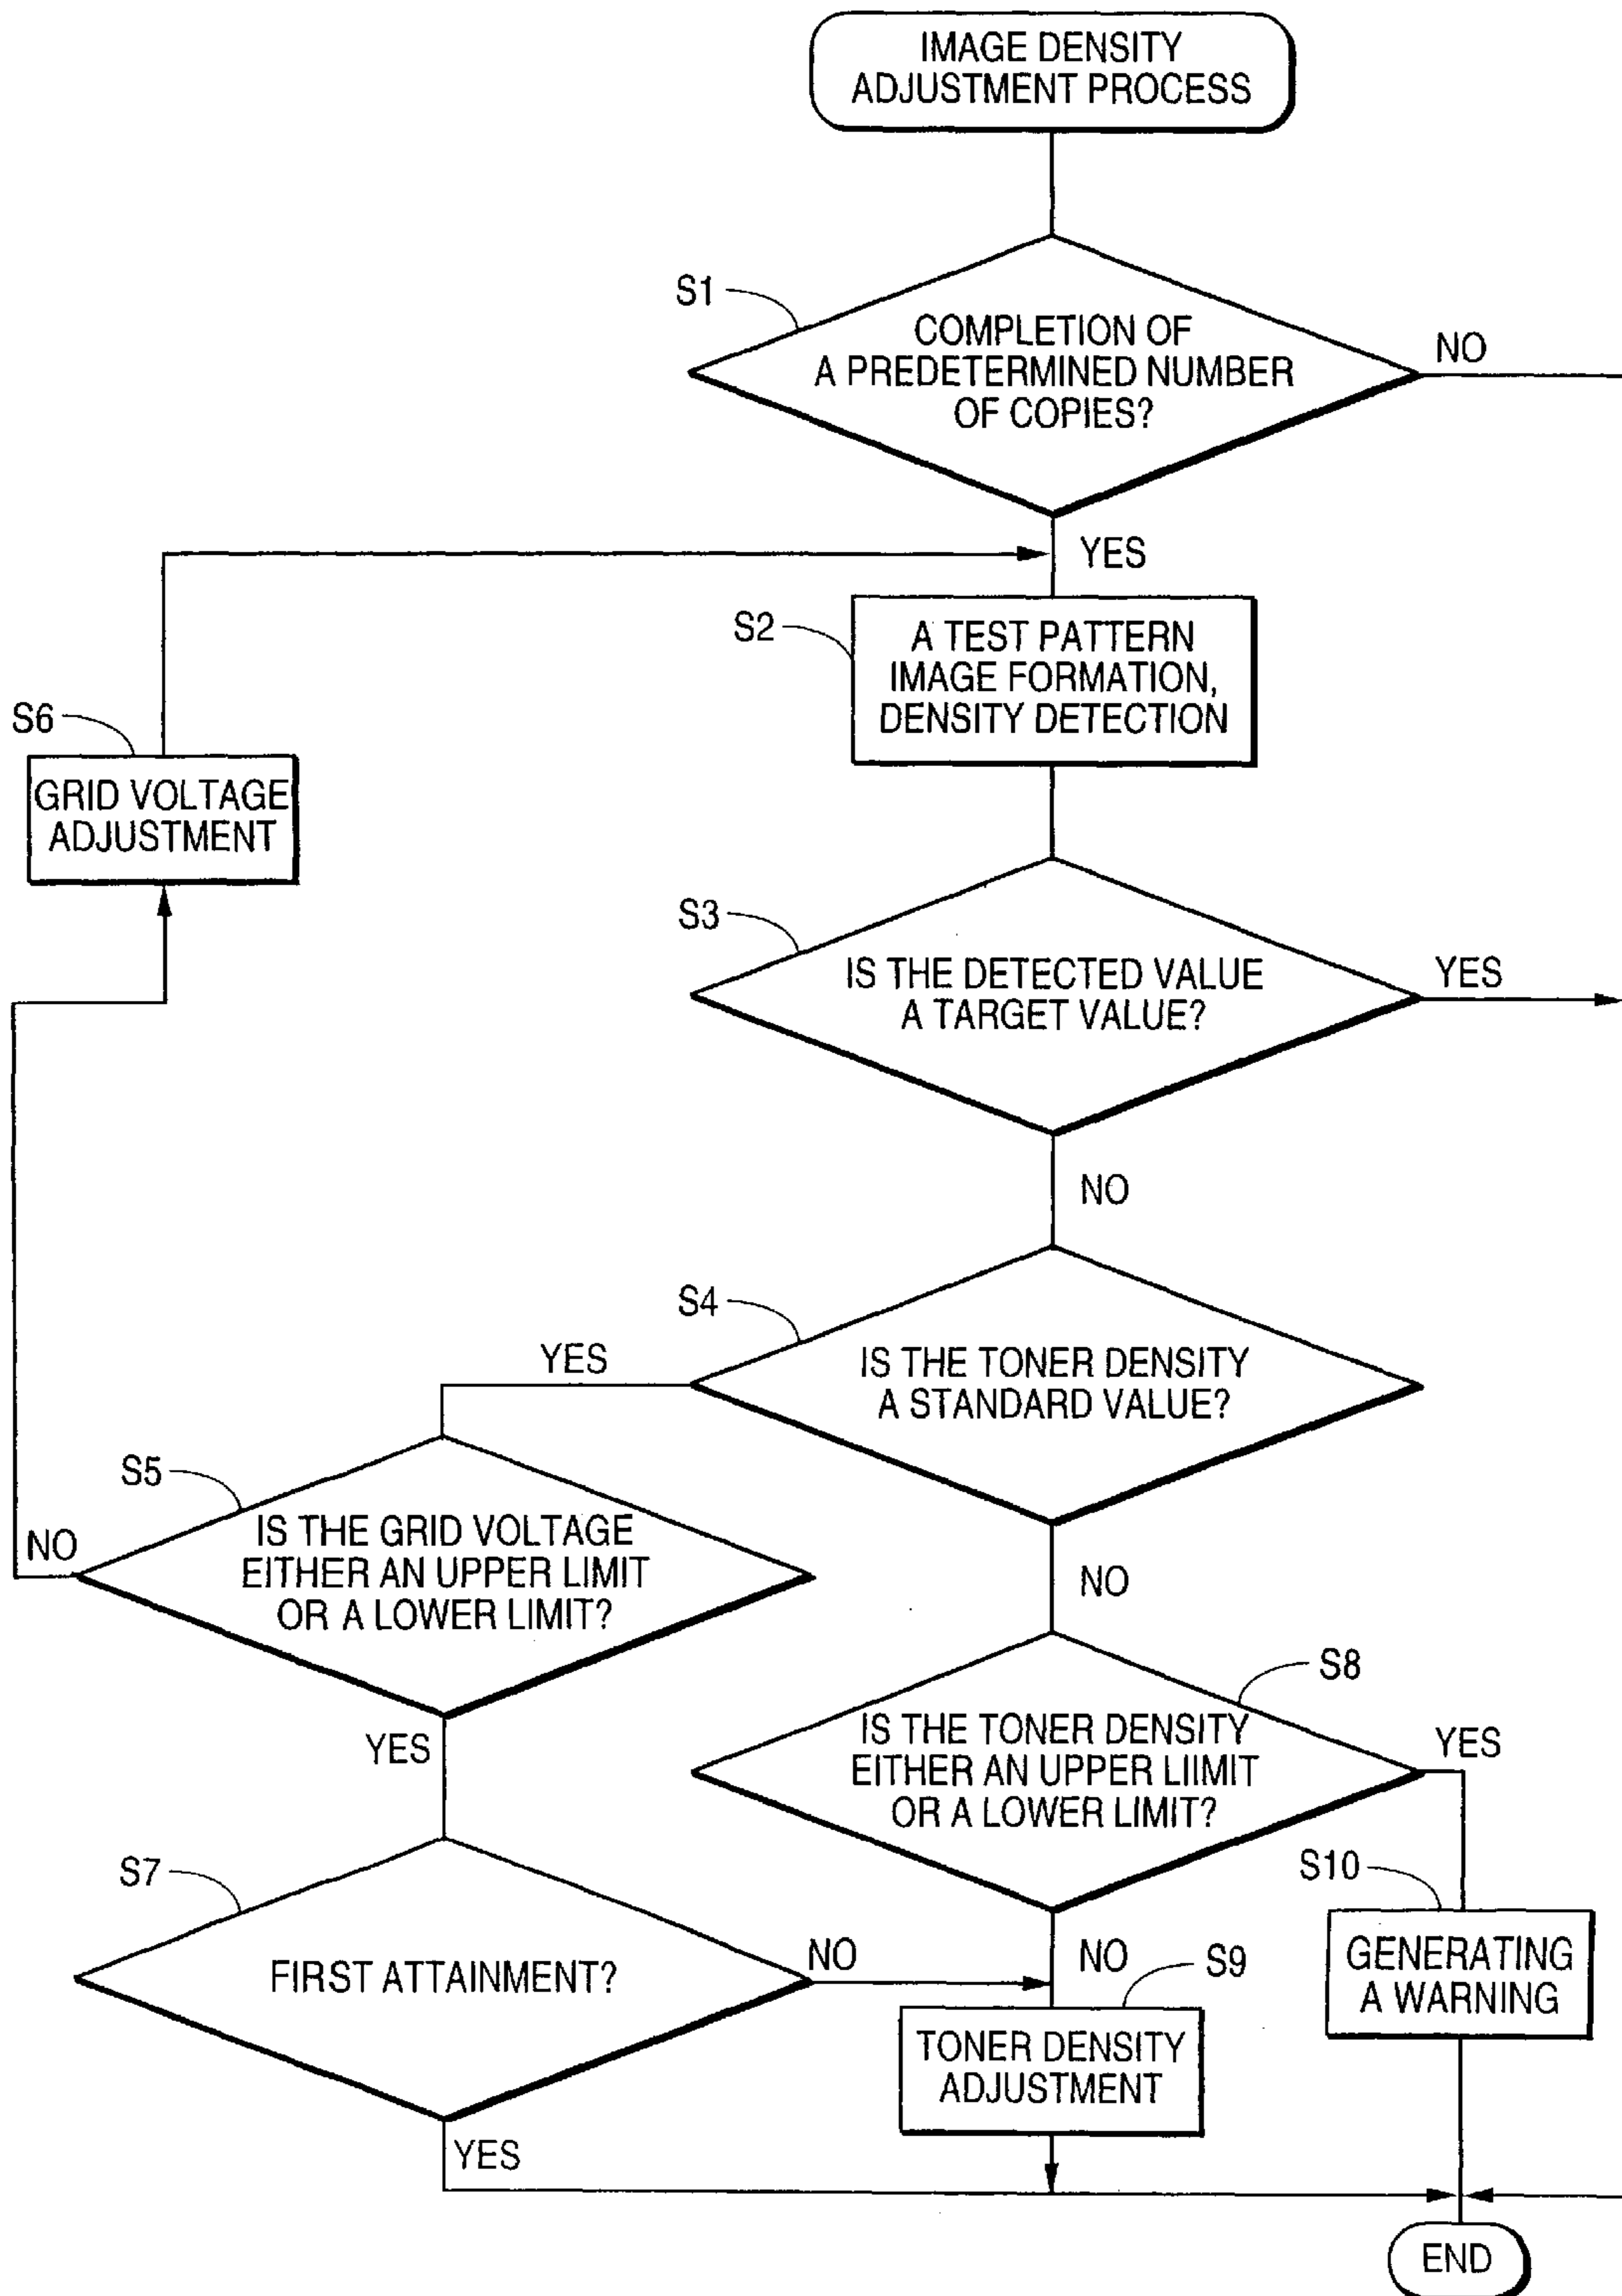 IMAGE DENSITY
ADJUSTMENT PROCESS
S1
COMPLETION OF
A PREDETERMINED NUMBER
OF COPIES?
NO
YES
S2
A TEST PATTERN
IMAGE FORMATION,
DENSITY DETECTION
S6
GRID VOLTAGE
ADJUSTMENT
S3
IS THE DETECTED VALUE
A TARGET VALUE?
YES
NO
S4
IS THE TONER DENSITY
A STANDARD VALUE?
YES
NO
S5
IS THE GRID VOLTAGE
EITHER AN UPPER LIMIT
OR A LOWER LIMIT?
NO
YES
S8
IS THE TONER DENSITY
EITHER AN UPPER LIIMIT
OR A LOWER LIMIT?
YES
NO
S7
FIRST ATTAINMENT?
NO
YES
S9
TONER DENSITY
ADJUSTMENT
S10
GENERATING
A WARNING
END